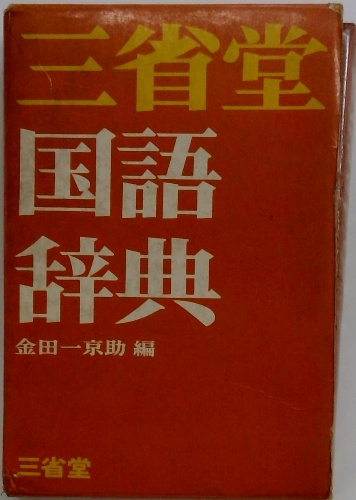 三省堂
国語
辞典
金田一京助 編
三省堂